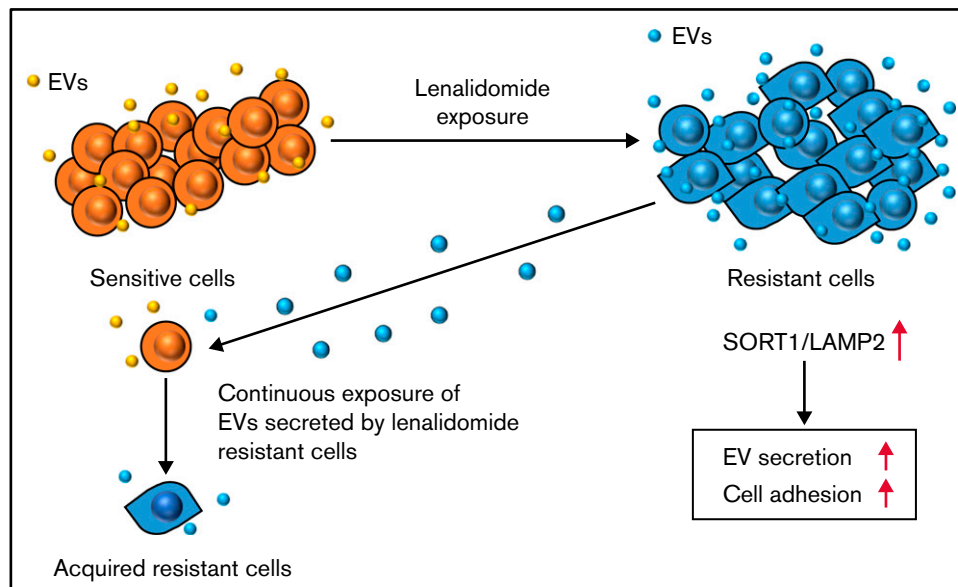 EVs
EVs
Lenalidomide
exposure
Sensitive cells
Resistant cells
SORT1/LAMP2
Continuous exposure of
EVs secreted by lenalidomide
resistant cells
EV secretion
Cell adhesion
Acquired resistant cells